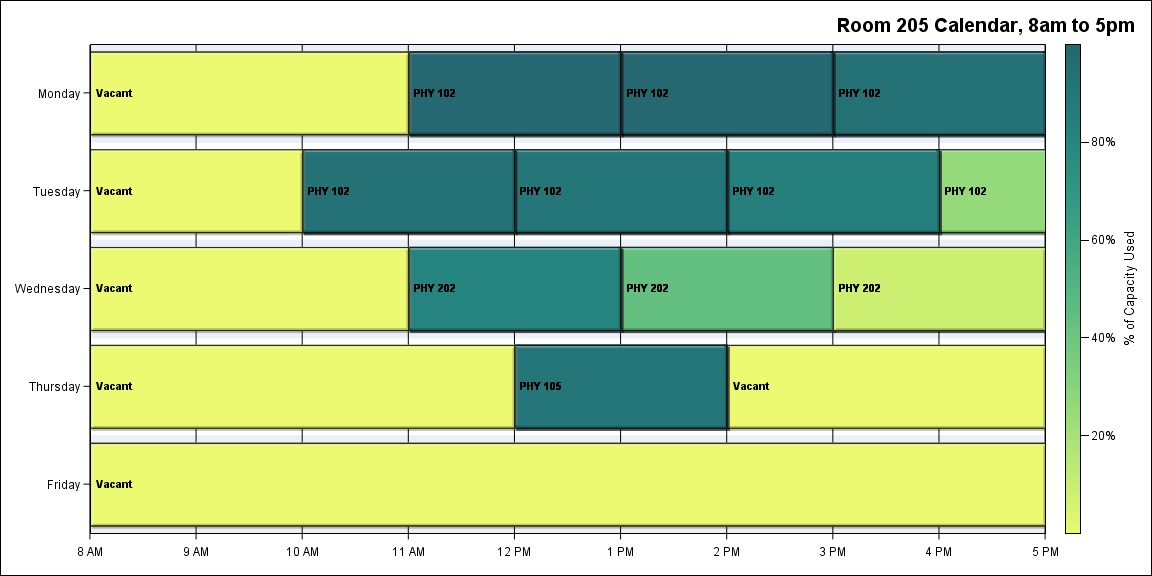 Room 205 Calendar, 8am to 5pm
Monday
Vacant
PHY 102
PHY 102
PHY 102
Tuesday
Vacant
PHY 102
PHY 102
PHY 102
PHY 102
Wednesday
Vacant
PHY 202
PHY 202
PHY 202
Thursday
Vacant
PHY 105
Vacant
Friday
Vacant
8 AM
9 AM
10 AM
11 AM
12 PM
1 PM
2 PM
3 PM
4 PM
5 PM
80%
60%
40%
20%
% of Capacity Used